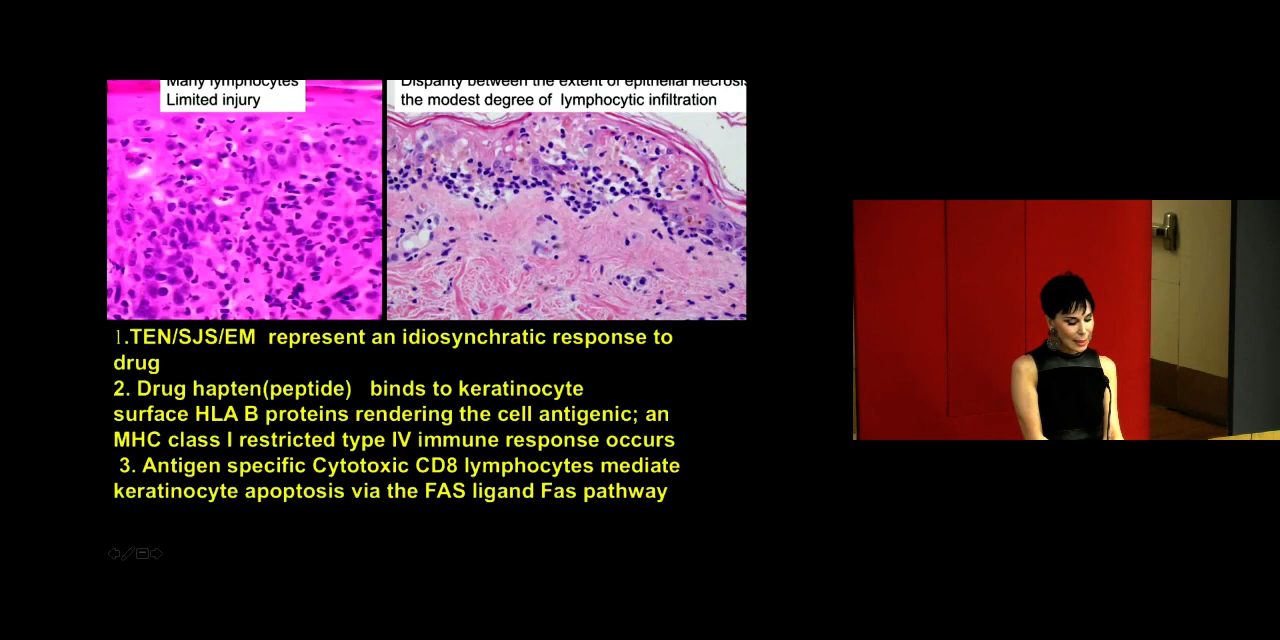 Many lymphocytes
Limited injury
Disparity between the extent of epithelial necrosis
the modest degree of lymphocytic infiltration
1.TEN/SJS/EM represent an idiosynchratic response to
drug
2. Drug hapten(peptide) binds to keratinocyte
surface HLA B proteins rendering the cell antigenic; an
MHC class I restricted type IV immune response occurs
3. Antigen specific Cytotoxic CD8 lymphocytes mediate
keratinocyte apoptosis via the FAS ligand Fas pathway